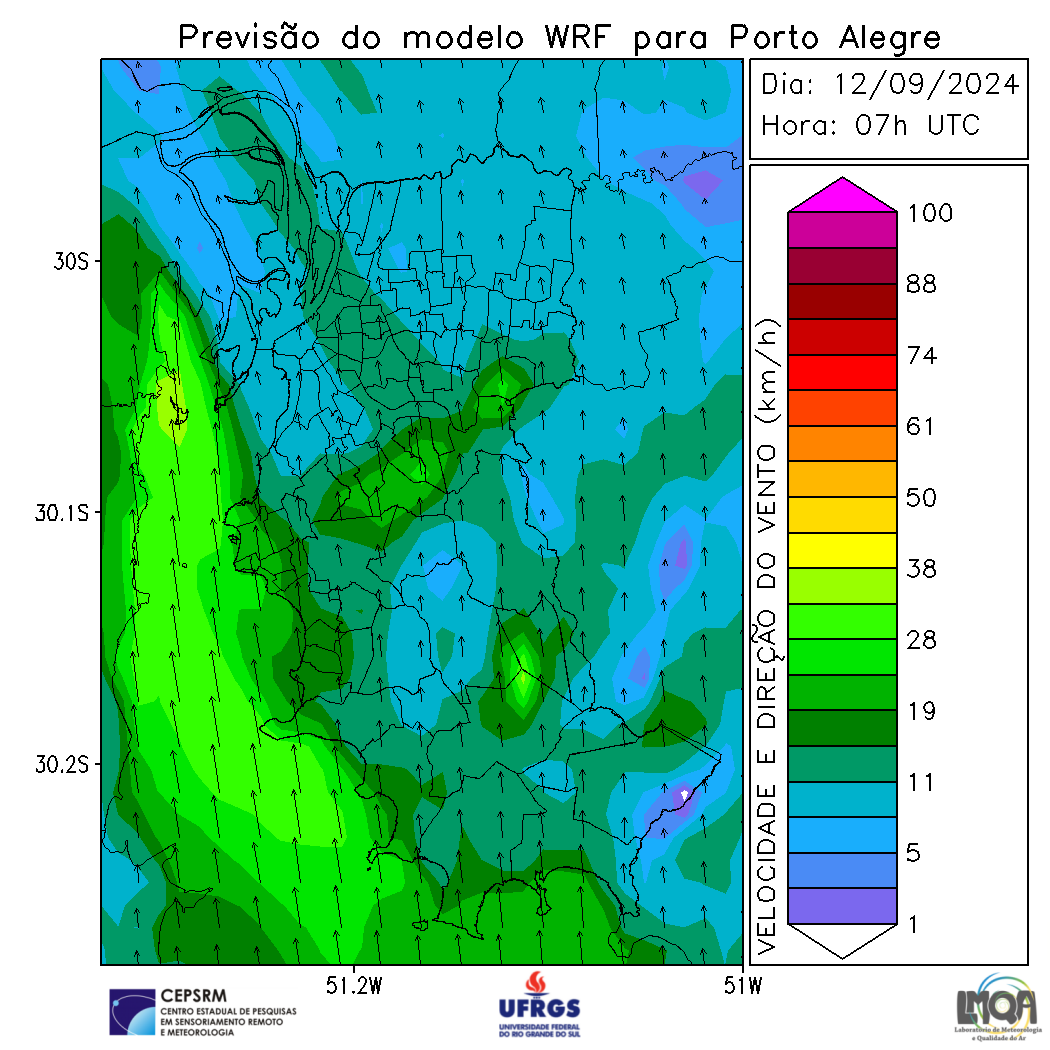 Previsão do modelo WRF para Porto Alegre
Dia: 12/09/2024
Hora: 07h UTC
30S
30.1S
30.2S
51.2W
51W
VELOCIDADE E DIREÇÃO DO VENTO (km/h)
100
88
74
61
50
38
28
19
11
5
1
CEPSRM
CENTRO ESTADUAL DE PESQUISAS
EM SENSORIAMENTO REMOTO
E METEOROLOGIA
UFRGS
UNIVERSIDADE FEDERAL
DO RIO GRANDE DO SUL
LMQA
Laboratório de Meteorologia
e Qualidade do Ar